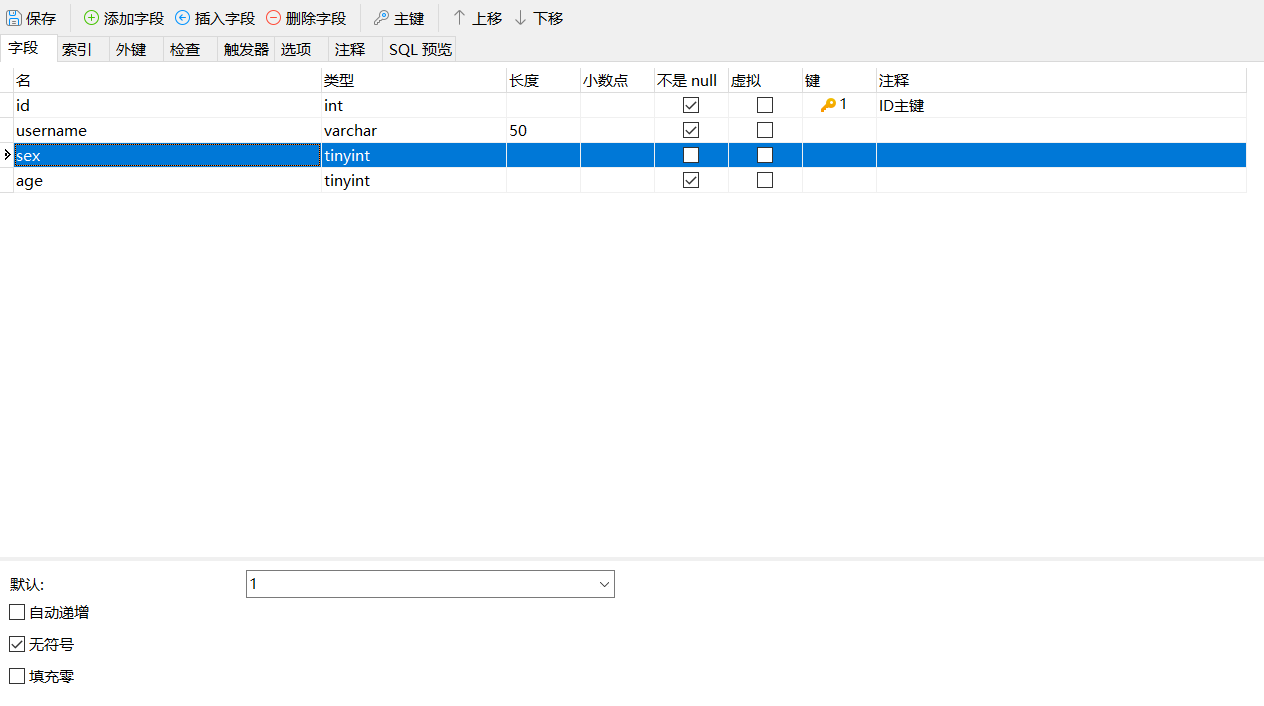 保存 添加字段 插入字段 删除字段 主键 上移 下移
字段 索引 外键 检查 触发器 选项 注释 SQL 预览
名 类型 长度 小数点 不是 null 虚拟 键 注释
id int 1 ID主键
username varchar 50
sex tinyint
age tinyint
默认: 1
自动递增
无符号
填充零